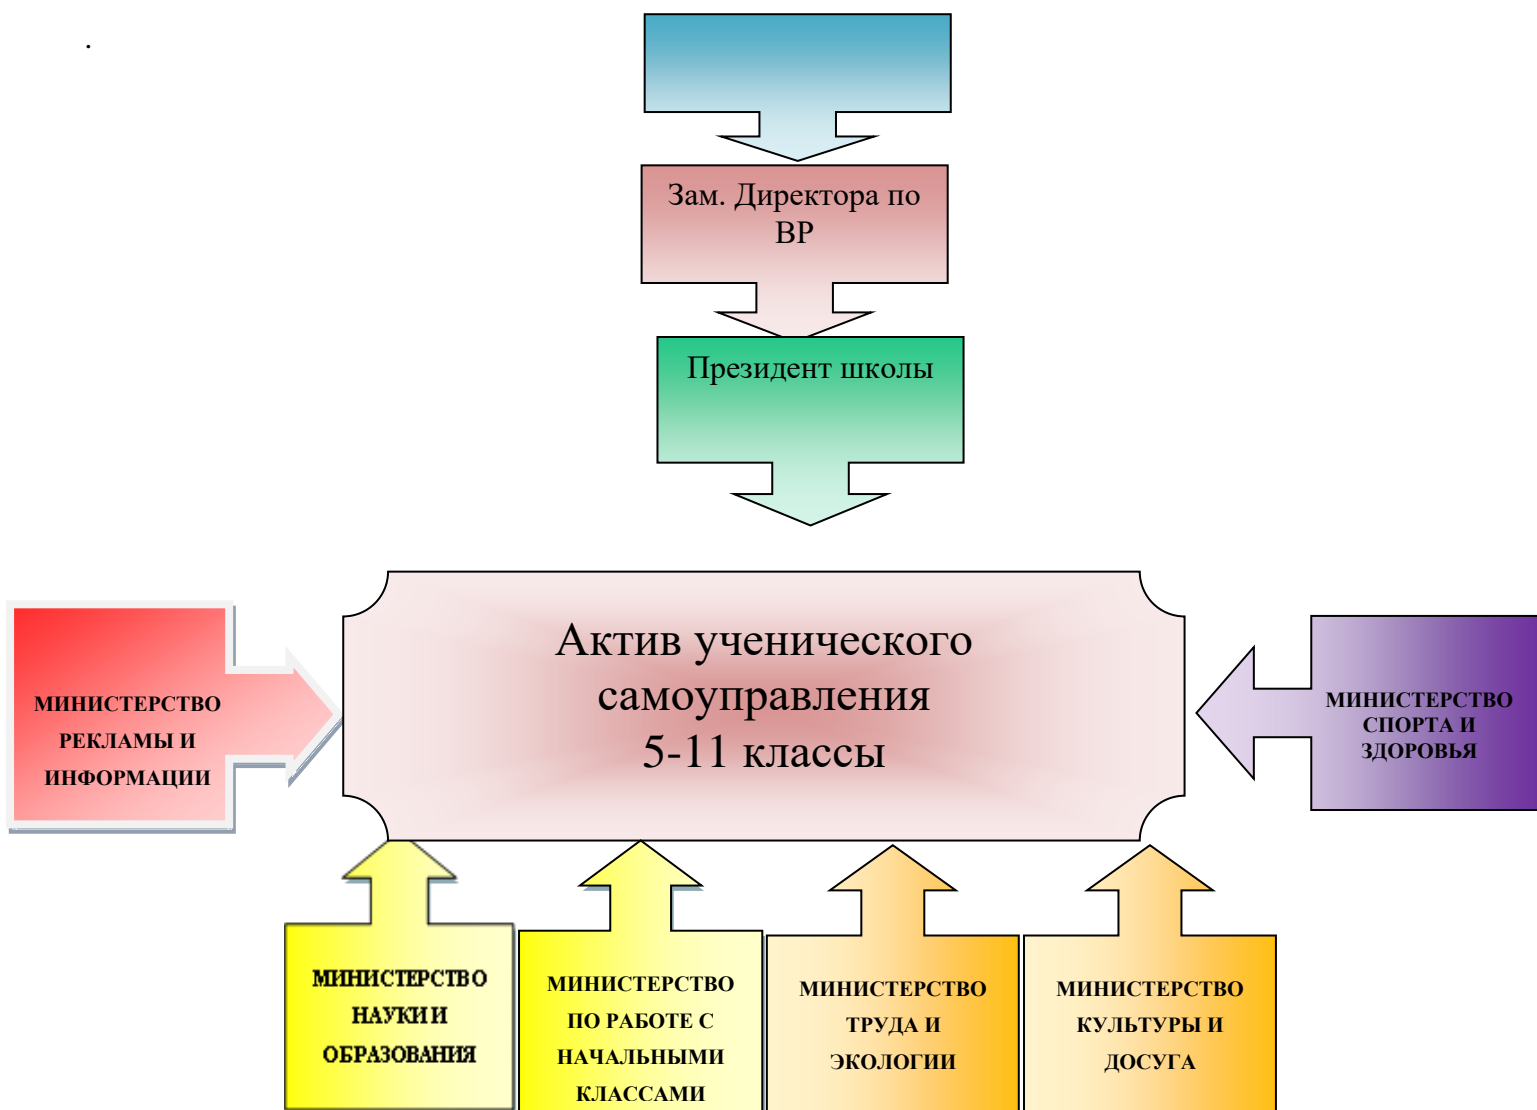 .
Зам. Директора по
ВР
Президент школы
Актив ученического
самоуправления
5-11 классы
МИНИСТЕРСТВО
РЕКЛАМЫ И
ИНФОРМАЦИИ
МИНИСТЕРСТВО
СПОРТА И
ЗДОРОВЬЯ
МИНИСТЕРСТВО
НАУКИ И
ОБРАЗОВАНИЯ
МИНИСТЕРСТВО
ПО РАБОТЕ С
НАЧАЛЬНЫМИ
КЛАССАМИ
МИНИСТЕРСТВО
ТРУДА И
ЭКОЛОГИИ
МИНИСТЕРСТВО
КУЛЬТУРЫ И
ДОСУГА